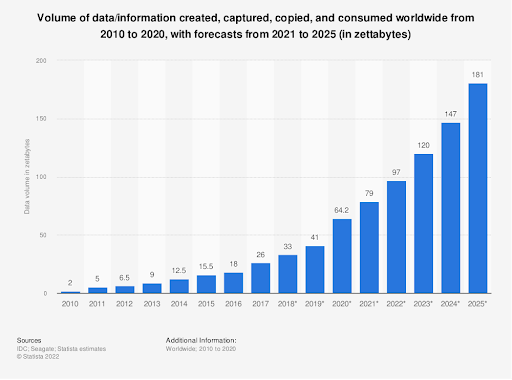 Volume of data/information created, captured, copied, and consumed worldwide from
2010 to 2020, with forecasts from 2021 to 2025 (in zettabytes)
200
150
100
50
0
Data volume in zetabytes
2
5
6.5
9
12.5
15.5
18
26
33
41
64.2
79
97
120
147
181
2010 2011 2012 2013 2014 2015 2016 2017 2018* 2019* 2020* 2021* 2022* 2023* 2024* 2025*
Sources
IDC; Seagate; Statista estimates
© Statista 2022
Additional Information:
Worldwide; 2010 to 2020